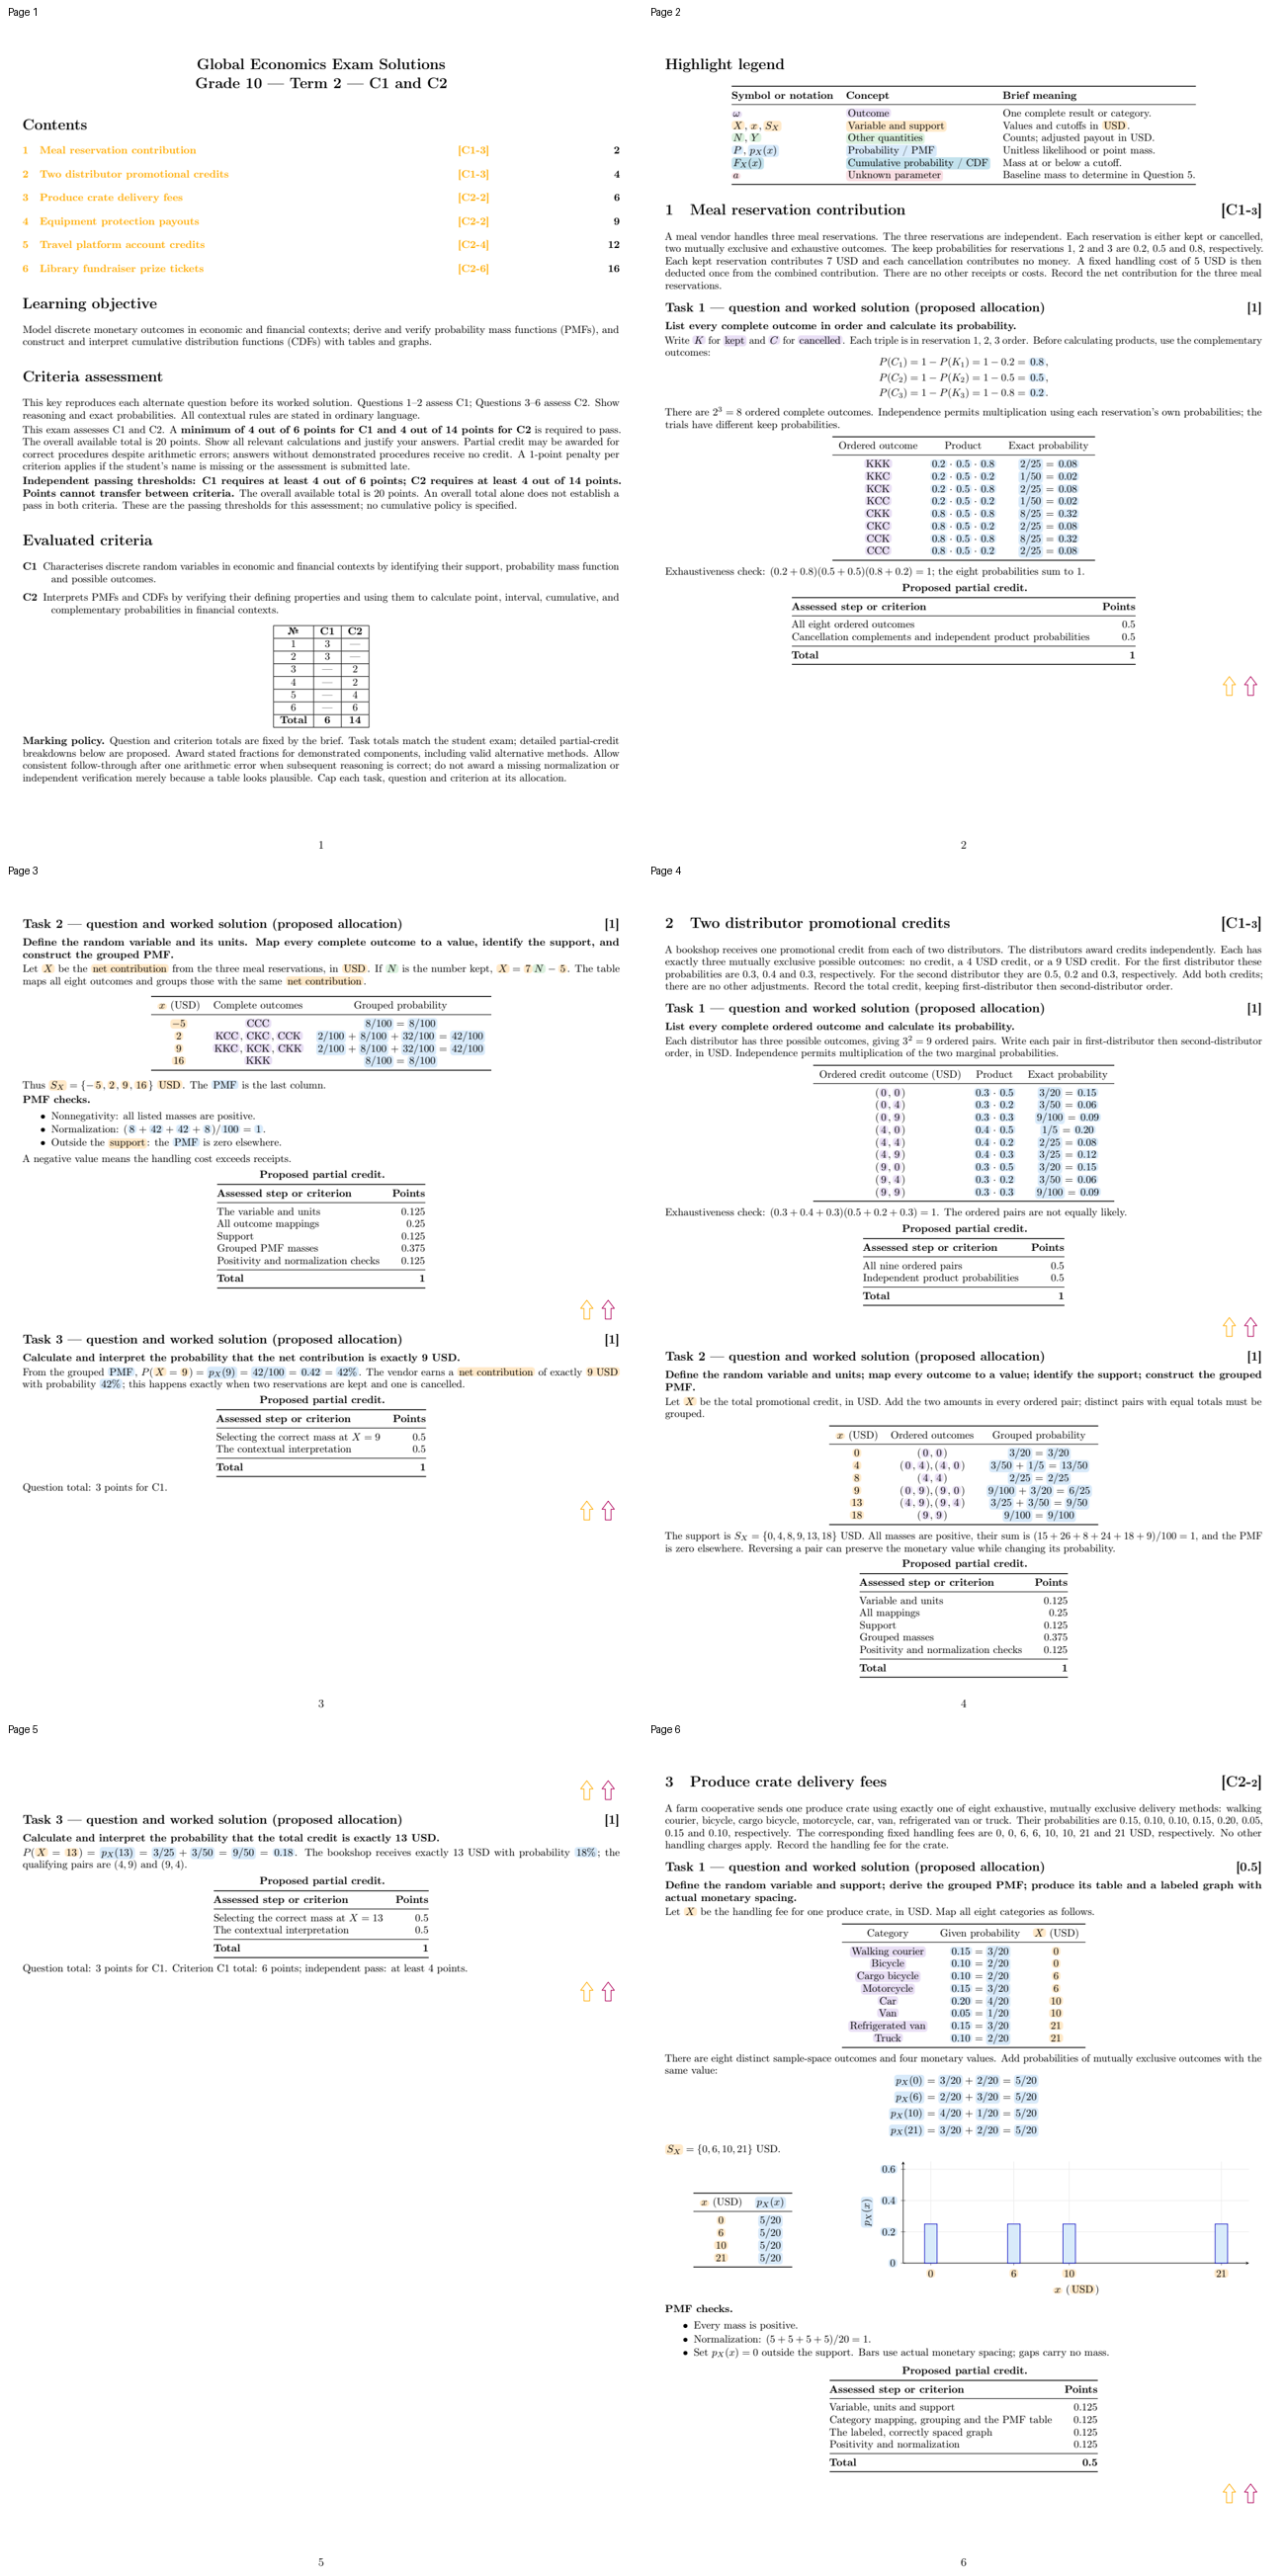 Page 1
Global Economics Exam Solutions
Grade 10 — Term 2 — C1 and C2
Contents
1 Meal reservation contribution [C1-3] 2
2 Two distributor promotional credits [C1-3] 4
3 Produce crate delivery fees [C2-2] 6
4 Equipment protection payouts [C2-2] 9
5 Travel platform account credits [C2-4] 12
6 Library fundraiser prize tickets [C2-6] 16
Learning objective
Model discrete monetary outcomes in economic and financial contexts; derive and verify probability mass functions (PMFs), and
construct and interpret cumulative distribution functions (CDFs) with tables and graphs.
Criteria assessment
This key reproduces each alternate question before its worked solution. Questions 1–2 assess C1; Questions 3–6 assess C2. Show
reasoning and exact probabilities. All contextual rules are stated in ordinary language.
This exam assesses C1 and C2. A minimum of 4 out of 6 points for C1 and 4 out of 14 points for C2 is required to pass.
The overall available total is 20 points. Show all relevant calculations and justify your answers. Partial credit may be awarded for
correct procedures despite arithmetic errors; answers without demonstrated procedures receive no credit. A 1-point penalty per
criterion applies if the student's name is missing or the assessment is submitted late.
Independent passing thresholds: C1 requires at least 4 out of 6 points; C2 requires at least 4 out of 14 points.
Points cannot transfer between criteria. The overall available total is 20 points. An overall total alone does not establish a
pass in both criteria. These are the passing thresholds for this assessment; no cumulative policy is specified.
Evaluated criteria
C1 Characterises discrete random variables in economic and financial contexts by identifying their support, probability mass function
and possible outcomes.
C2 Interprets PMFs and CDFs by verifying their defining properties and using them to calculate point, interval, cumulative, and
complementary probabilities in financial contexts.
№ C1 C2
1 3 —
2 3 —
3 — 2
4 — 2
5 — 4
6 — 6
Total 6 14
Marking policy. Question and criterion totals are fixed by the brief. Task totals match the student exam; detailed partial-credit
breakdowns below are proposed. Award stated fractions for demonstrated components, including valid alternative methods. Allow
consistent follow-through after one arithmetic error when subsequent reasoning is correct; do not award a missing normalization or
independent verification merely because a table looks plausible. Cap each task, question and criterion at its allocation.
1
Page 2
Highlight legend
Symbol or notation Concept Brief meaning
ω Outcome One complete result or category.
X, x, S_X Variable and support Values and cutoffs in USD.
N, Y Other quantities Counts; adjusted payout in USD.
P, p_X(x) Probability / PMF Unitless likelihood or point mass.
F_X(x) Cumulative probability / CDF Mass at or below a cutoff.
a Unknown parameter Baseline mass to determine in Question 5.
1 Meal reservation contribution [C1-3]
A meal vendor handles three meal reservations. The three reservations are independent. Each reservation is either kept or cancelled,
two mutually exclusive and exhaustive outcomes. The keep probabilities for reservations 1, 2 and 3 are 0.2, 0.5 and 0.8, respectively.
Each kept reservation contributes 7 USD and each cancellation contributes no money. A fixed handling cost of 5 USD is then
deducted once from the combined contribution. There are no other receipts or costs. Record the net contribution for the three meal
reservations.
Task 1 — question and worked solution (proposed allocation) [1]
List every complete outcome in order and calculate its probability.
Write K for kept and C for cancelled. Each triple is in reservation 1, 2, 3 order. Before calculating products, use the complementary
outcomes:
P(C₁) = 1 − P(K₁) = 1 − 0.2 = 0.8,
P(C₂) = 1 − P(K₂) = 1 − 0.5 = 0.5,
P(C₃) = 1 − P(K₃) = 1 − 0.8 = 0.2.
There are 2³ = 8 ordered complete outcomes. Independence permits multiplication using each reservation's own probabilities; the
trials have different keep probabilities.
Ordered outcome Product Exact probability
KKK 0.2 · 0.5 · 0.8 2/25 = 0.08
KKC 0.2 · 0.5 · 0.2 1/50 = 0.02
KCK 0.2 · 0.5 · 0.8 2/25 = 0.08
KCC 0.2 · 0.5 · 0.2 1/50 = 0.02
CKK 0.8 · 0.5 · 0.8 8/25 = 0.32
CKC 0.8 · 0.5 · 0.2 2/25 = 0.08
CCK 0.8 · 0.5 · 0.8 8/25 = 0.32
CCC 0.8 · 0.5 · 0.2 2/25 = 0.08
Exhaustiveness check: (0.2 + 0.8)(0.5 + 0.5)(0.8 + 0.2) = 1; the eight probabilities sum to 1.
Proposed partial credit.
Assessed step or criterion Points
All eight ordered outcomes 0.5
Cancellation complements and independent product probabilities 0.5
Total 1
2
Page 3
Task 2 — question and worked solution (proposed allocation) [1]
Define the random variable and its units. Map every complete outcome to a value, identify the support, and
construct the grouped PMF.
Let X be the net contribution from the three meal reservations, in USD. If N is the number kept, X = 7N − 5. The table
maps all eight outcomes and groups those with the same net contribution.
x (USD) Complete outcomes Grouped probability
−5 CCC 8/100 = 8/100
2 KCC, CKC, CCK 2/100 + 8/100 + 32/100 = 42/100
9 KKC, KCK, CKK 2/100 + 8/100 + 32/100 = 42/100
16 KKK 8/100 = 8/100
Thus S_X = {−5, 2, 9, 16} USD. The PMF is the last column.
PMF checks.
• Nonnegativity: all listed masses are positive.
• Normalization: (8 + 42 + 42 + 8)/100 = 1.
• Outside the support: the PMF is zero elsewhere.
A negative value means the handling cost exceeds receipts.
Proposed partial credit.
Assessed step or criterion Points
The variable and units 0.125
All outcome mappings 0.25
Support 0.125
Grouped PMF masses 0.375
Positivity and normalization checks 0.125
Total 1
Task 3 — question and worked solution (proposed allocation) [1]
Calculate and interpret the probability that the net contribution is exactly 9 USD.
From the grouped PMF, P(X = 9) = p_X(9) = 42/100 = 0.42 = 42%. The vendor earns a net contribution of exactly 9 USD
with probability 42%; this happens exactly when two reservations are kept and one is cancelled.
Proposed partial credit.
Assessed step or criterion Points
Selecting the correct mass at X = 9 0.5
The contextual interpretation 0.5
Total 1
Question total: 3 points for C1.
3
Page 4
2 Two distributor promotional credits [C1-3]
A bookshop receives one promotional credit from each of two distributors. The distributors award credits independently. Each has
exactly three mutually exclusive possible outcomes: no credit, a 4 USD credit, or a 9 USD credit. For the first distributor these
probabilities are 0.3, 0.4 and 0.3, respectively. For the second distributor they are 0.5, 0.2 and 0.3, respectively. Add both credits;
there are no other adjustments. Record the total credit, keeping first-distributor then second-distributor order.
Task 1 — question and worked solution (proposed allocation) [1]
List every complete ordered outcome and calculate its probability.
Each distributor has three possible outcomes, giving 3² = 9 ordered pairs. Write each pair in first-distributor then second-distributor
order, in USD. Independence permits multiplication of the two marginal probabilities.
Ordered credit outcome (USD) Product Exact probability
(0, 0) 0.3 · 0.5 3/20 = 0.15
(0, 4) 0.3 · 0.2 3/50 = 0.06
(0, 9) 0.3 · 0.3 9/100 = 0.09
(4, 0) 0.4 · 0.5 1/5 = 0.20
(4, 4) 0.4 · 0.2 2/25 = 0.08
(4, 9) 0.4 · 0.3 3/25 = 0.12
(9, 0) 0.3 · 0.5 3/20 = 0.15
(9, 4) 0.3 · 0.2 3/50 = 0.06
(9, 9) 0.3 · 0.3 9/100 = 0.09
Exhaustiveness check: (0.3 + 0.4 + 0.3)(0.5 + 0.2 + 0.3) = 1. The ordered pairs are not equally likely.
Proposed partial credit.
Assessed step or criterion Points
All nine ordered pairs 0.5
Independent product probabilities 0.5
Total 1
Task 2 — question and worked solution (proposed allocation) [1]
Define the random variable and units; map every outcome to a value; identify the support; construct the grouped
PMF.
Let X be the total promotional credit, in USD. Add the two amounts in every ordered pair; distinct pairs with equal totals must be
grouped.
x (USD) Ordered outcomes Grouped probability
0 (0, 0) 3/20 = 3/20
4 (0, 4), (4, 0) 3/50 + 1/5 = 13/50
8 (4, 4) 2/25 = 2/25
9 (0, 9), (9, 0) 9/100 + 3/20 = 6/25
13 (4, 9), (9, 4) 3/25 + 3/50 = 9/50
18 (9, 9) 9/100 = 9/100
The support is S_X = {0, 4, 8, 9, 13, 18} USD. All masses are positive, their sum is (15 + 26 + 8 + 24 + 18 + 9)/100 = 1, and the PMF
is zero elsewhere. Reversing a pair can preserve the monetary value while changing its probability.
Proposed partial credit.
Assessed step or criterion Points
Variable and units 0.125
All mappings 0.25
Support 0.125
Grouped masses 0.375
Positivity and normalization checks 0.125
Total 1
4
Page 5
Task 3 — question and worked solution (proposed allocation) [1]
Calculate and interpret the probability that the total credit is exactly 13 USD.
P(X = 13) = p_X(13) = 3/25 + 3/50 = 9/50 = 0.18. The bookshop receives exactly 13 USD with probability 18%; the
qualifying pairs are (4, 9) and (9, 4).
Proposed partial credit.
Assessed step or criterion Points
Selecting the correct mass at X = 13 0.5
The contextual interpretation 0.5
Total 1
Question total: 3 points for C1. Criterion C1 total: 6 points; independent pass: at least 4 points.
5
Page 6
3 Produce crate delivery fees [C2-2]
A farm cooperative sends one produce crate using exactly one of eight exhaustive, mutually exclusive delivery methods: walking
courier, bicycle, cargo bicycle, motorcycle, car, van, refrigerated van or truck. Their probabilities are 0.15, 0.10, 0.10, 0.15, 0.20, 0.05,
0.15 and 0.10, respectively. The corresponding fixed handling fees are 0, 0, 6, 6, 10, 10, 21 and 21 USD, respectively. No other
handling charges apply. Record the handling fee for the crate.
Task 1 — question and worked solution (proposed allocation) [0.5]
Define the random variable and support; derive the grouped PMF; produce its table and a labeled graph with
actual monetary spacing.
Let X be the handling fee for one produce crate, in USD. Map all eight categories as follows.
Category Given probability X (USD)
Walking courier 0.15 = 3/20 0
Bicycle 0.10 = 2/20 0
Cargo bicycle 0.10 = 2/20 6
Motorcycle 0.15 = 3/20 6
Car 0.20 = 4/20 10
Van 0.05 = 1/20 10
Refrigerated van 0.15 = 3/20 21
Truck 0.10 = 2/20 21
There are eight distinct sample-space outcomes and four monetary values. Add probabilities of mutually exclusive outcomes with the
same value:
p_X(0) = 3/20 + 2/20 = 5/20
p_X(6) = 2/20 + 3/20 = 5/20
p_X(10) = 4/20 + 1/20 = 5/20
p_X(21) = 3/20 + 2/20 = 5/20
S_X = {0, 6, 10, 21} USD.
x (USD) p_X(x)
0 5/20
6 5/20
10 5/20
21 5/20
p_X(x)
0.6
0.4
0.2
0
0 6 10 21
x (USD)
PMF checks.
• Every mass is positive.
• Normalization: (5 + 5 + 5 + 5)/20 = 1.
• Set p_X(x) = 0 outside the support. Bars use actual monetary spacing; gaps carry no mass.
Proposed partial credit.
Assessed step or criterion Points
Variable, units and support 0.125
Category mapping, grouping and the PMF table 0.125
The labeled, correctly spaced graph 0.125
Positivity and normalization 0.125
Total 0.5
6